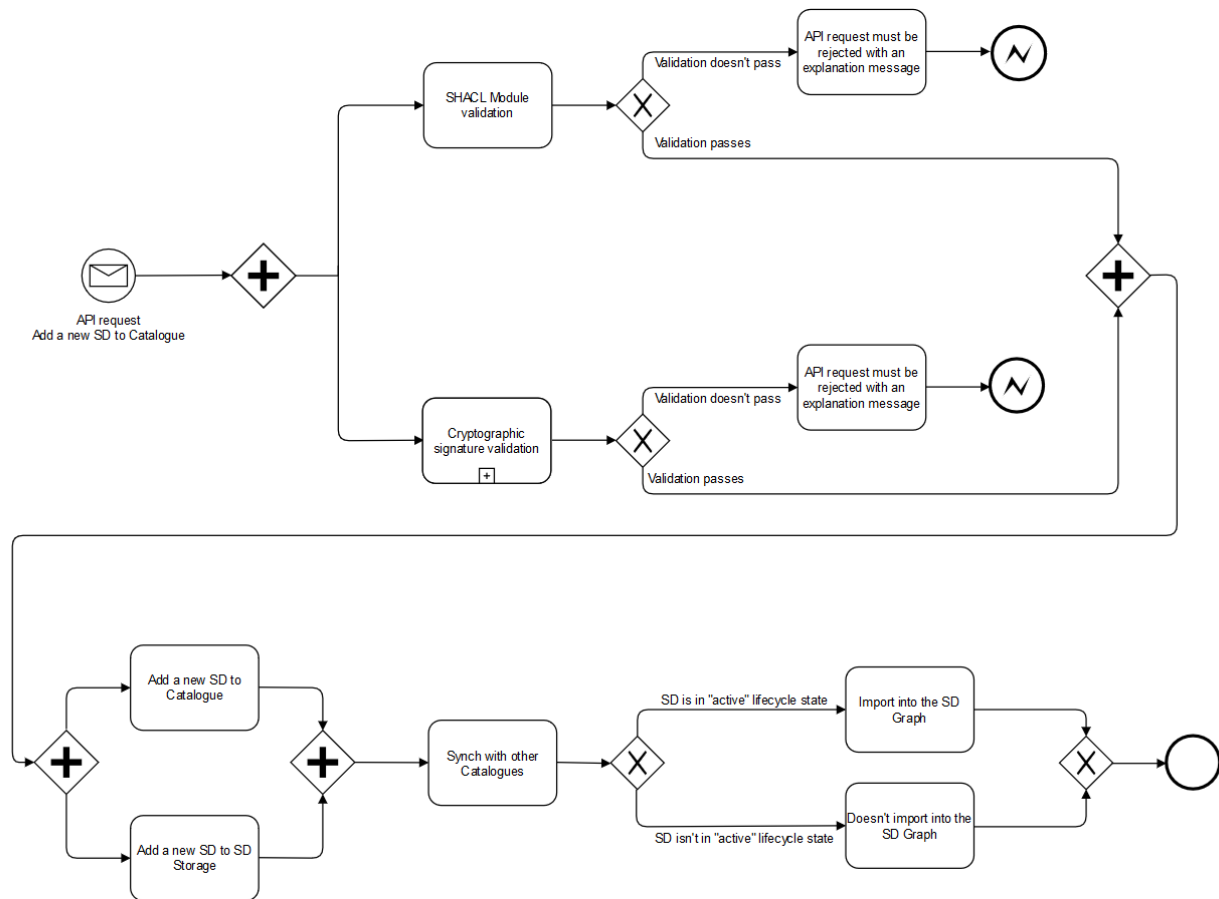 API request must be
rejected with an
explanation message
Validation doesn't pass
SHACL Module
validation
Validation passes
API request
Add a new SD to Catalogue
API request must be
rejected with an
explanation message
Validation doesn't pass
Cryptographic
signature validation
Validation passes
Add a new SD to
Catalogue
SD is in "active" lifecycle state
Import into the SD
Graph
Synch with other
Catalogues
Doesn't import into the
SD Graph
SD isn't in "active" lifecycle state
Add a new SD to SD
Storage